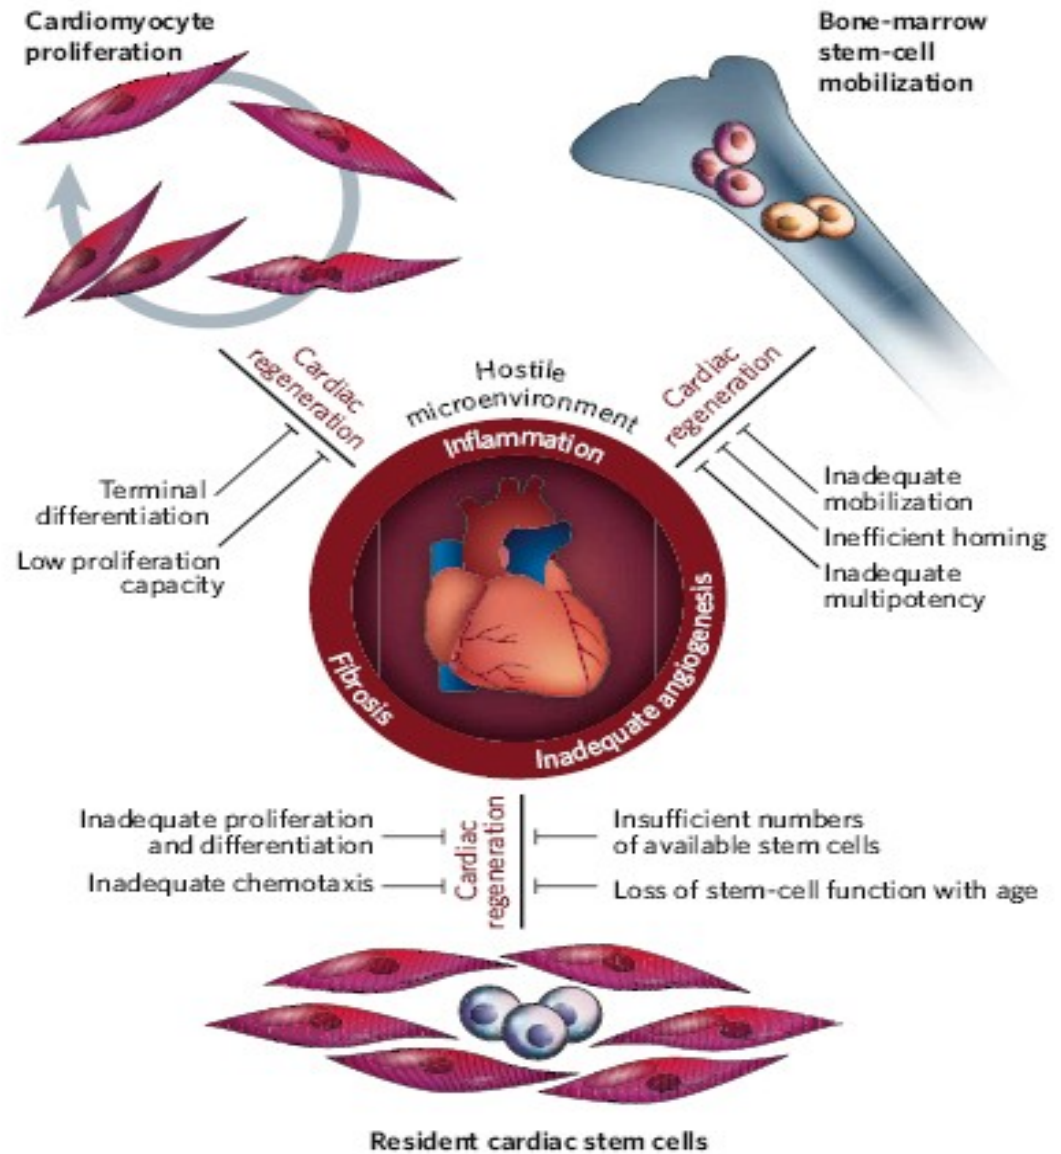 Cardiomyocyte
proliferation
Bone-marrow
stem-cell
mobilization
Cardiac
regeneration
Hostile
microenvironment
Cardiac
regeneration
Inflammation
Terminal
differentiation
Low proliferation
capacity
Inadequate
mobilization
Inefficient homing
Inadequate
multipotency
Fibrosis
Inadequate angiogenesis
Inadequate proliferation
and differentiation
Inadequate chemotaxis
Cardiac
regeneration
Insufficient numbers
of available stem cells
Loss of stem-cell function with age
Resident cardiac stem cells